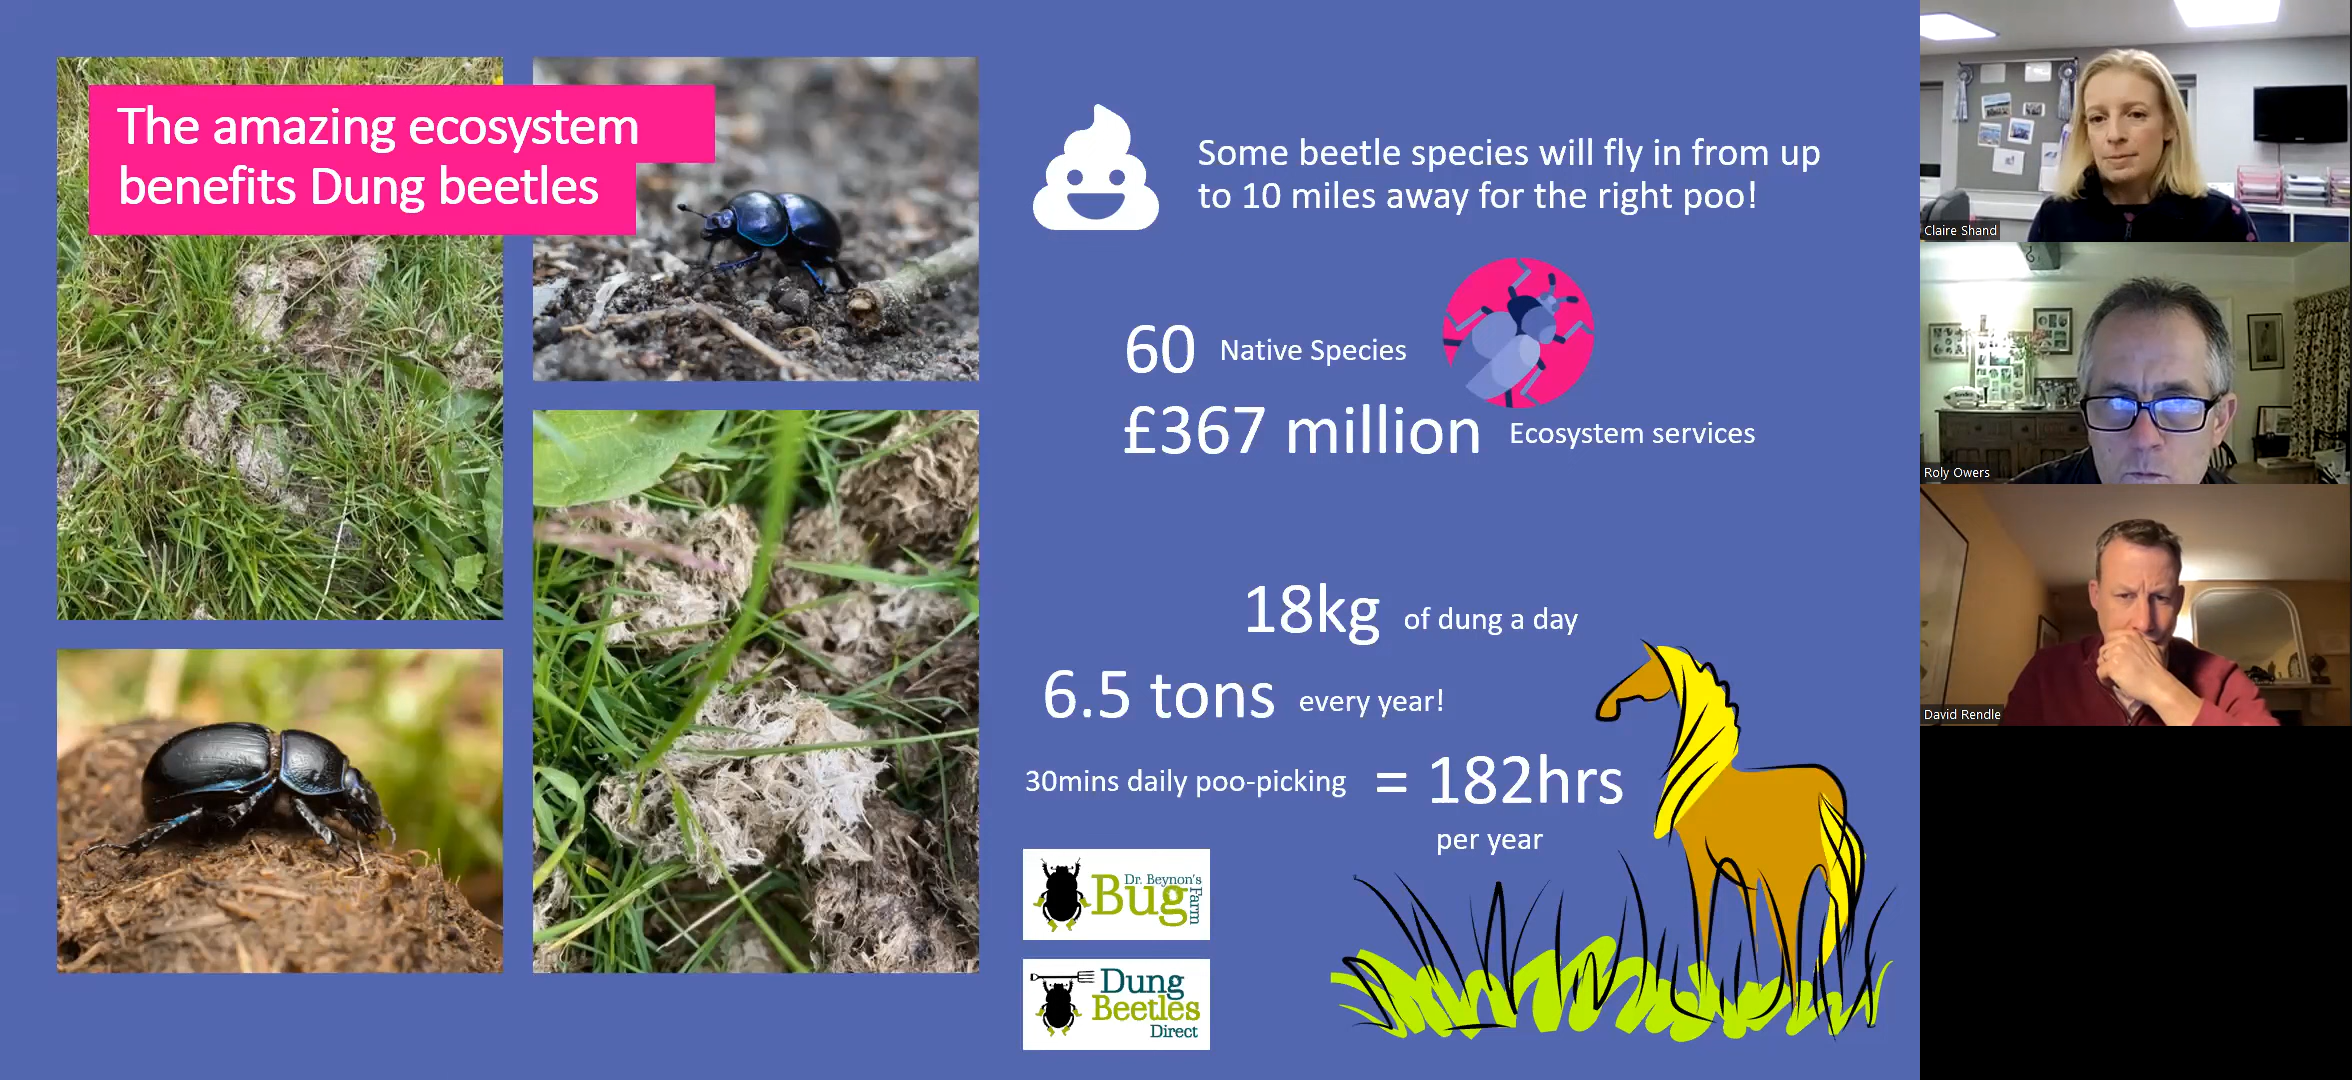 The amazing ecosystem
benefits Dung beetles
Some beetle species will fly in from up
to 10 miles away for the right poo!
60 Native Species
£367 million Ecosystem services
18kg of dung a day
6.5 tons every year!
30mins daily poo-picking = 182hrs
per year
Dr. Beynon's
Bug
Farm
Dung
Beetles
Direct
Claire Shand
Roly Owers
David Rendle